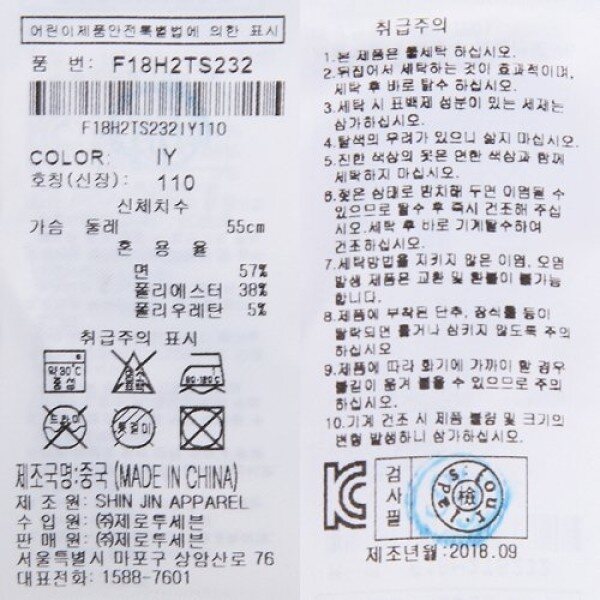 어린이제품안전특별법에 의한 표시
품 번: F18H2TS232
F18H2TS232IY110
COLOR: IY
호칭(신장): 110
신체치수
가슴 둘레 55cm
혼 용 율
면 57%
폴리에스터 38%
폴리우레탄 5%
취급주의 표시
약30℃
중성
80-160℃
드라이
제조국명:중국 (MADE IN CHINA)
제 조 원: SHIN JIN APPAREL
수 입 원: ㈜제로투세븐
판 매 원: ㈜제로투세븐
서울특별시 마포구 상암산로 76
대표전화: 1588-7601
취급주의
1.본 제품은 물세탁 하십시오.
2.뒤집어서 세탁하는 것이 효과적이며,
세탁 후 바로 탈수 하십시오.
3.세탁 시 표백제 성분이 있는 세제는
삼가하십시오.
4.탈색의 우려가 있으니 삶지 마십시오.
5.진한 색상의 옷은 연한 색상과 함께
세탁하지 마십시오.
6.젖은 상태로 방치해 두면 이염될 수
있으므로 탈수 후 즉시 건조해 주십
시오.세탁 후 바로 기계탈수하여
건조하십시오.
7.세탁방법을 지키지 않은 이염, 오염
발생 제품은 교환 및 환불이 불가능
합니다.
8.제품에 부착된 단추, 장식물 등이
탈락되면 흘거나 삼키지 않도록 주의
하십시오
9.제품에 따라 화기에 가까이 할 경우
불길이 옮겨 붙을 수 있으므로 주의
하십시오.
10.기계 건조 시 제품 뒤틀림 및 크기의
변형 발생하니 삼가하십시오.
검
사
필
檢
제조년월:2018.09